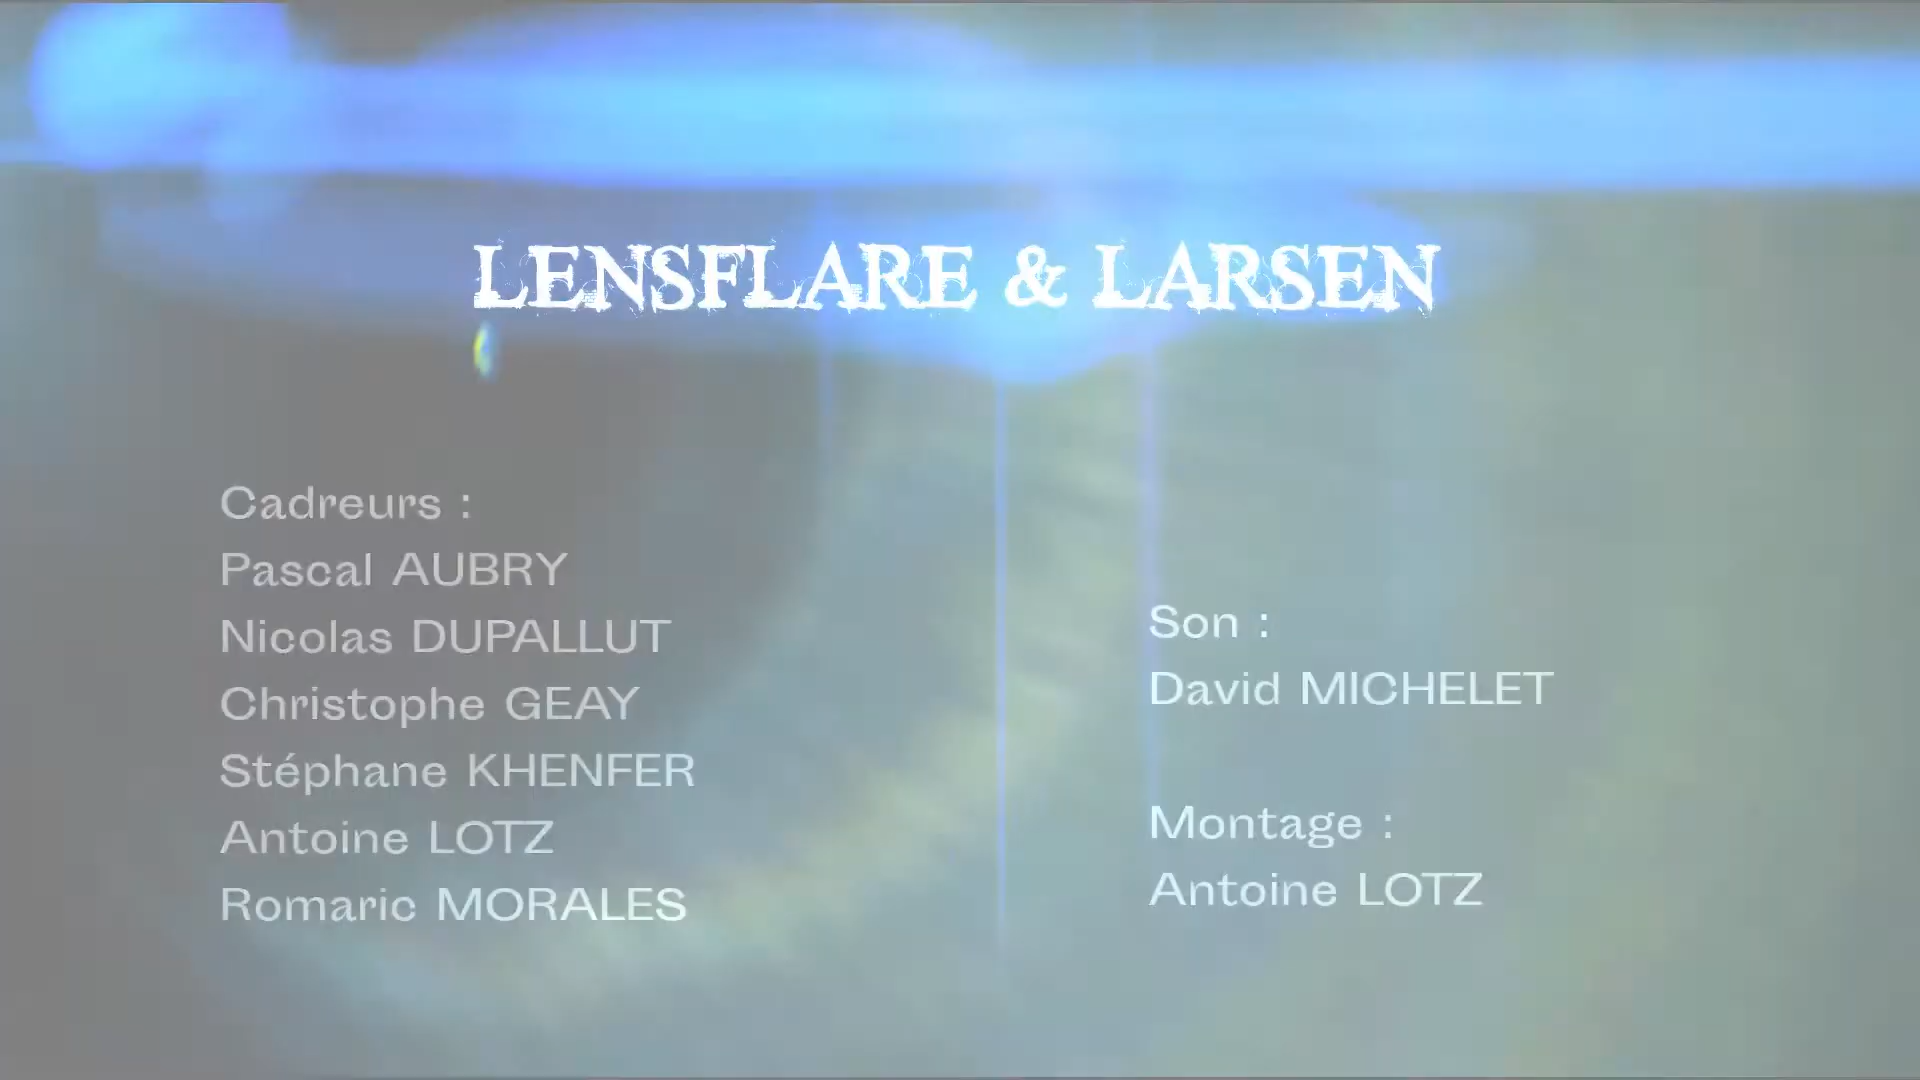 LENSFLARE & LARSEN
Cadreurs :
Pascal AUBRY
Nicolas DUPALLUT
Christophe GEAY
Stéphane KHENFER
Antoine LOTZ
Romaric MORALES
Son :
David MICHELET
Montage :
Antoine LOTZ